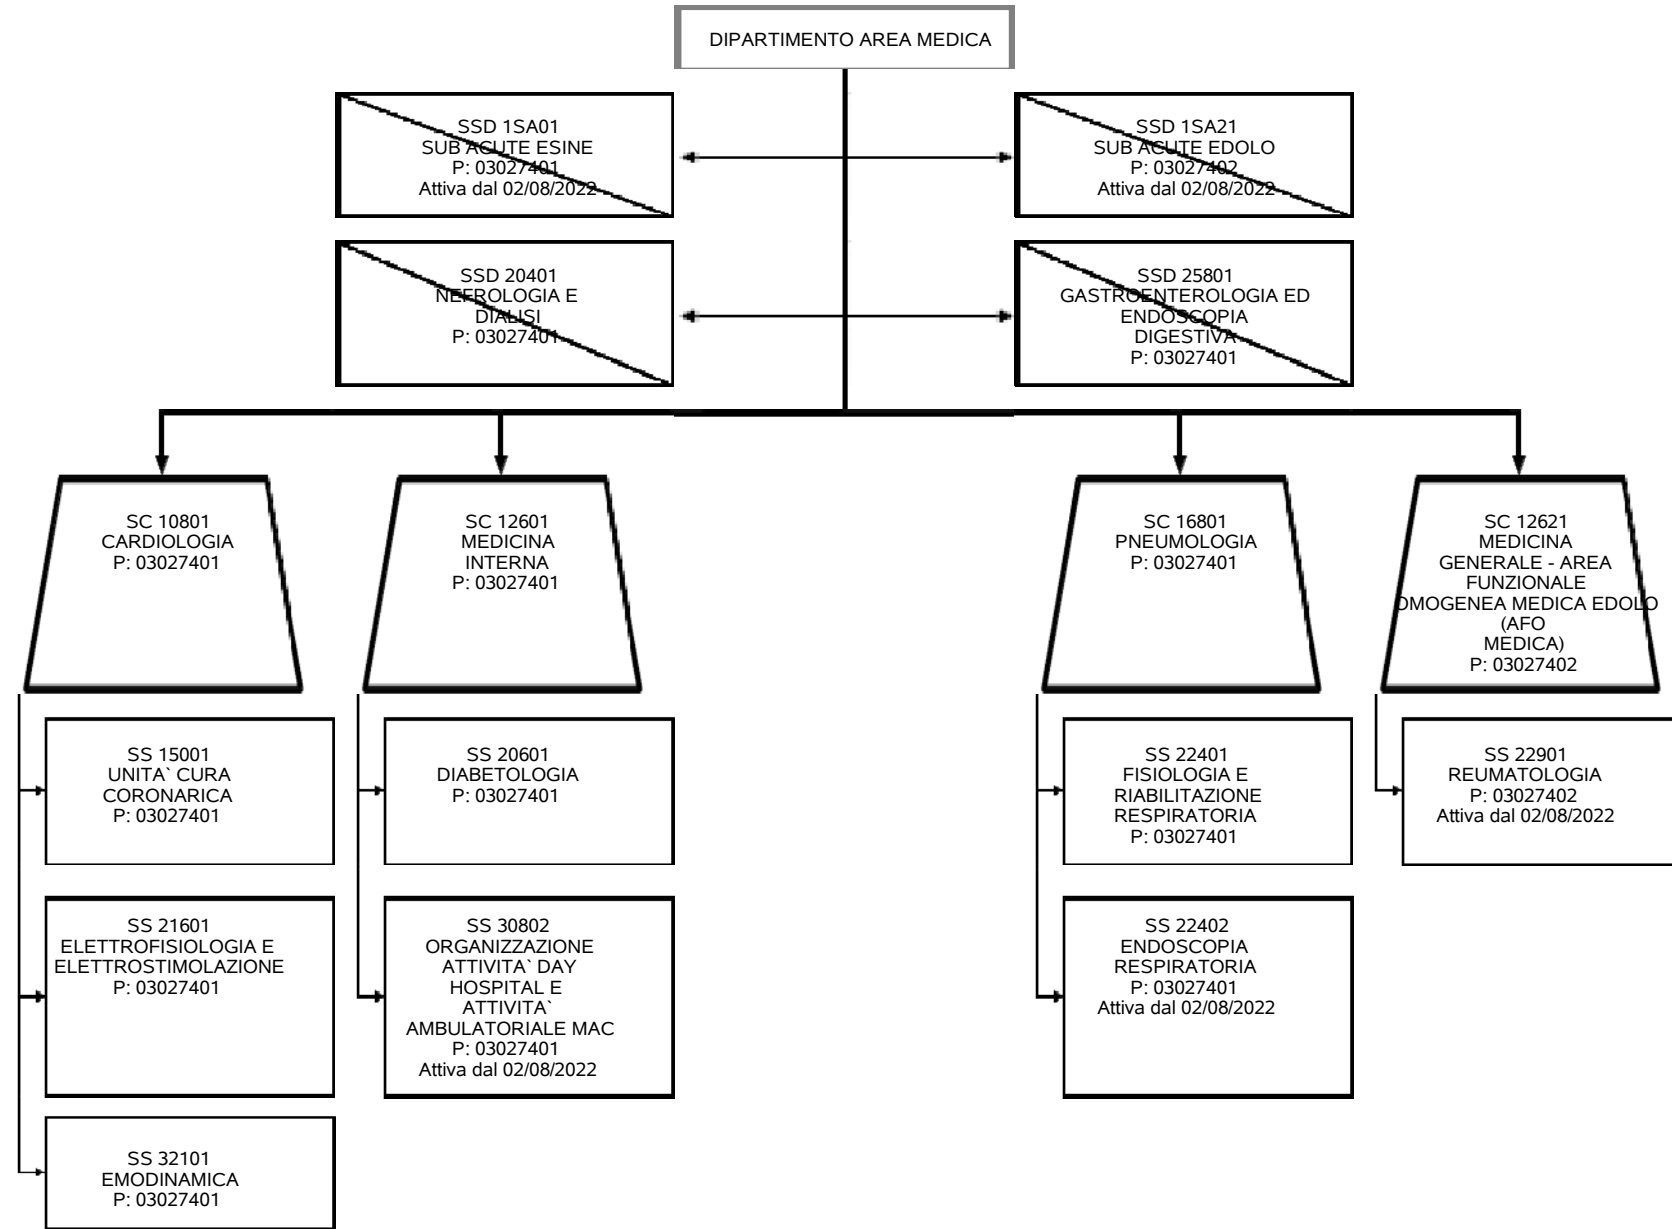 DIPARTIMENTO AREA MEDICA
SSD 1SA01
SUB ACUTE ESINE
P: 03027401
Attiva dal 02/08/2022
SSD 1SA21
SUB ACUTE EDOLO
P: 03027402
Attiva dal 02/08/2022
SSD 20401
NEFROLOGIA E
DIALISI
P: 03027401
SSD 25801
GASTROENTEROLOGIA ED
ENDOSCOPIA
DIGESTIVA
P: 03027401
SC 10801
CARDIOLOGIA
P: 03027401
SC 12601
MEDICINA
INTERNA
P: 03027401
SC 16801
PNEUMOLOGIA
P: 03027401
SC 12621
MEDICINA
GENERALE - AREA
FUNZIONALE
OMOGENEA MEDICA EDOLO
(AFO
MEDICA)
P: 03027402
SS 15001
UNITA` CURA
CORONARICA
P: 03027401
SS 20601
DIABETOLOGIA
P: 03027401
SS 22401
FISIOLOGIA E
RIABILITAZIONE
RESPIRATORIA
P: 03027401
SS 22901
REUMATOLOGIA
P: 03027402
Attiva dal 02/08/2022
SS 21601
ELETTROFISIOLOGIA E
ELETTROSTIMOLAZIONE
P: 03027401
SS 30802
ORGANIZZAZIONE
ATTIVITA` DAY
HOSPITAL E
ATTIVITA`
AMBULATORIALE MAC
P: 03027401
Attiva dal 02/08/2022
SS 22402
ENDOSCOPIA
RESPIRATORIA
P: 03027401
Attiva dal 02/08/2022
SS 32101
EMODINAMICA
P: 03027401